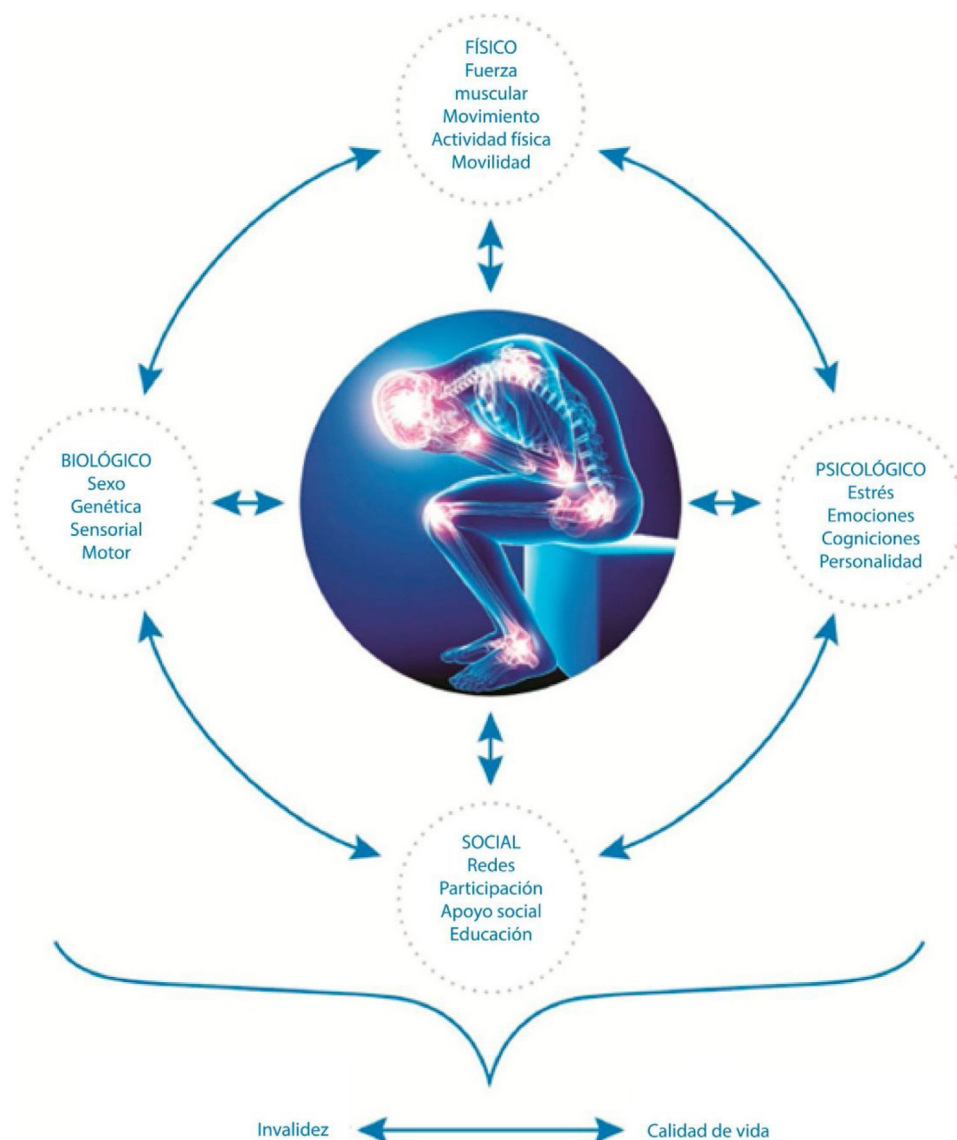 FÍSICO
Fuerza
muscular
Movimiento
Actividad física
Movilidad
BIOLÓGICO
Sexo
Genética
Sensorial
Motor
PSICOLÓGICO
Estrés
Emociones
Cogniciones
Personalidad
SOCIAL
Redes
Participación
Apoyo social
Educación
Invalidez
Calidad de vida